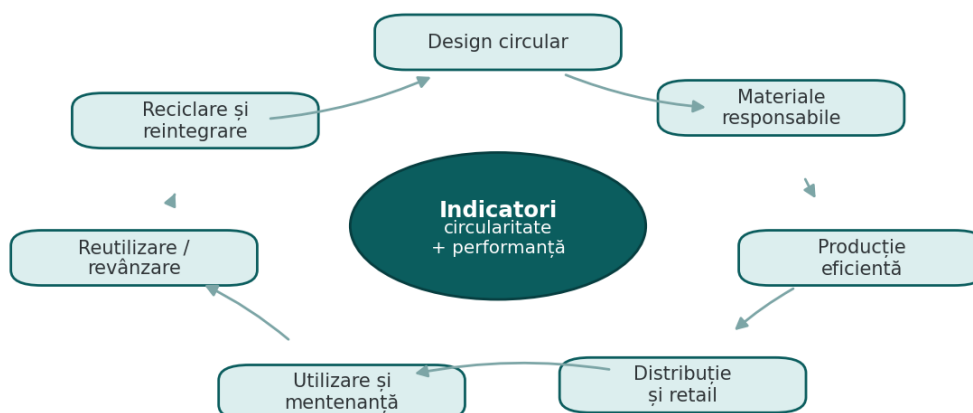 Design circular
Materiale
responsabile
Producție
eficientă
Distribuție
și retail
Utilizare și
mentenanță
Reutilizare /
revânzare
Reciclare și
reintegrare
Indicatori
circularitate
+ performanță